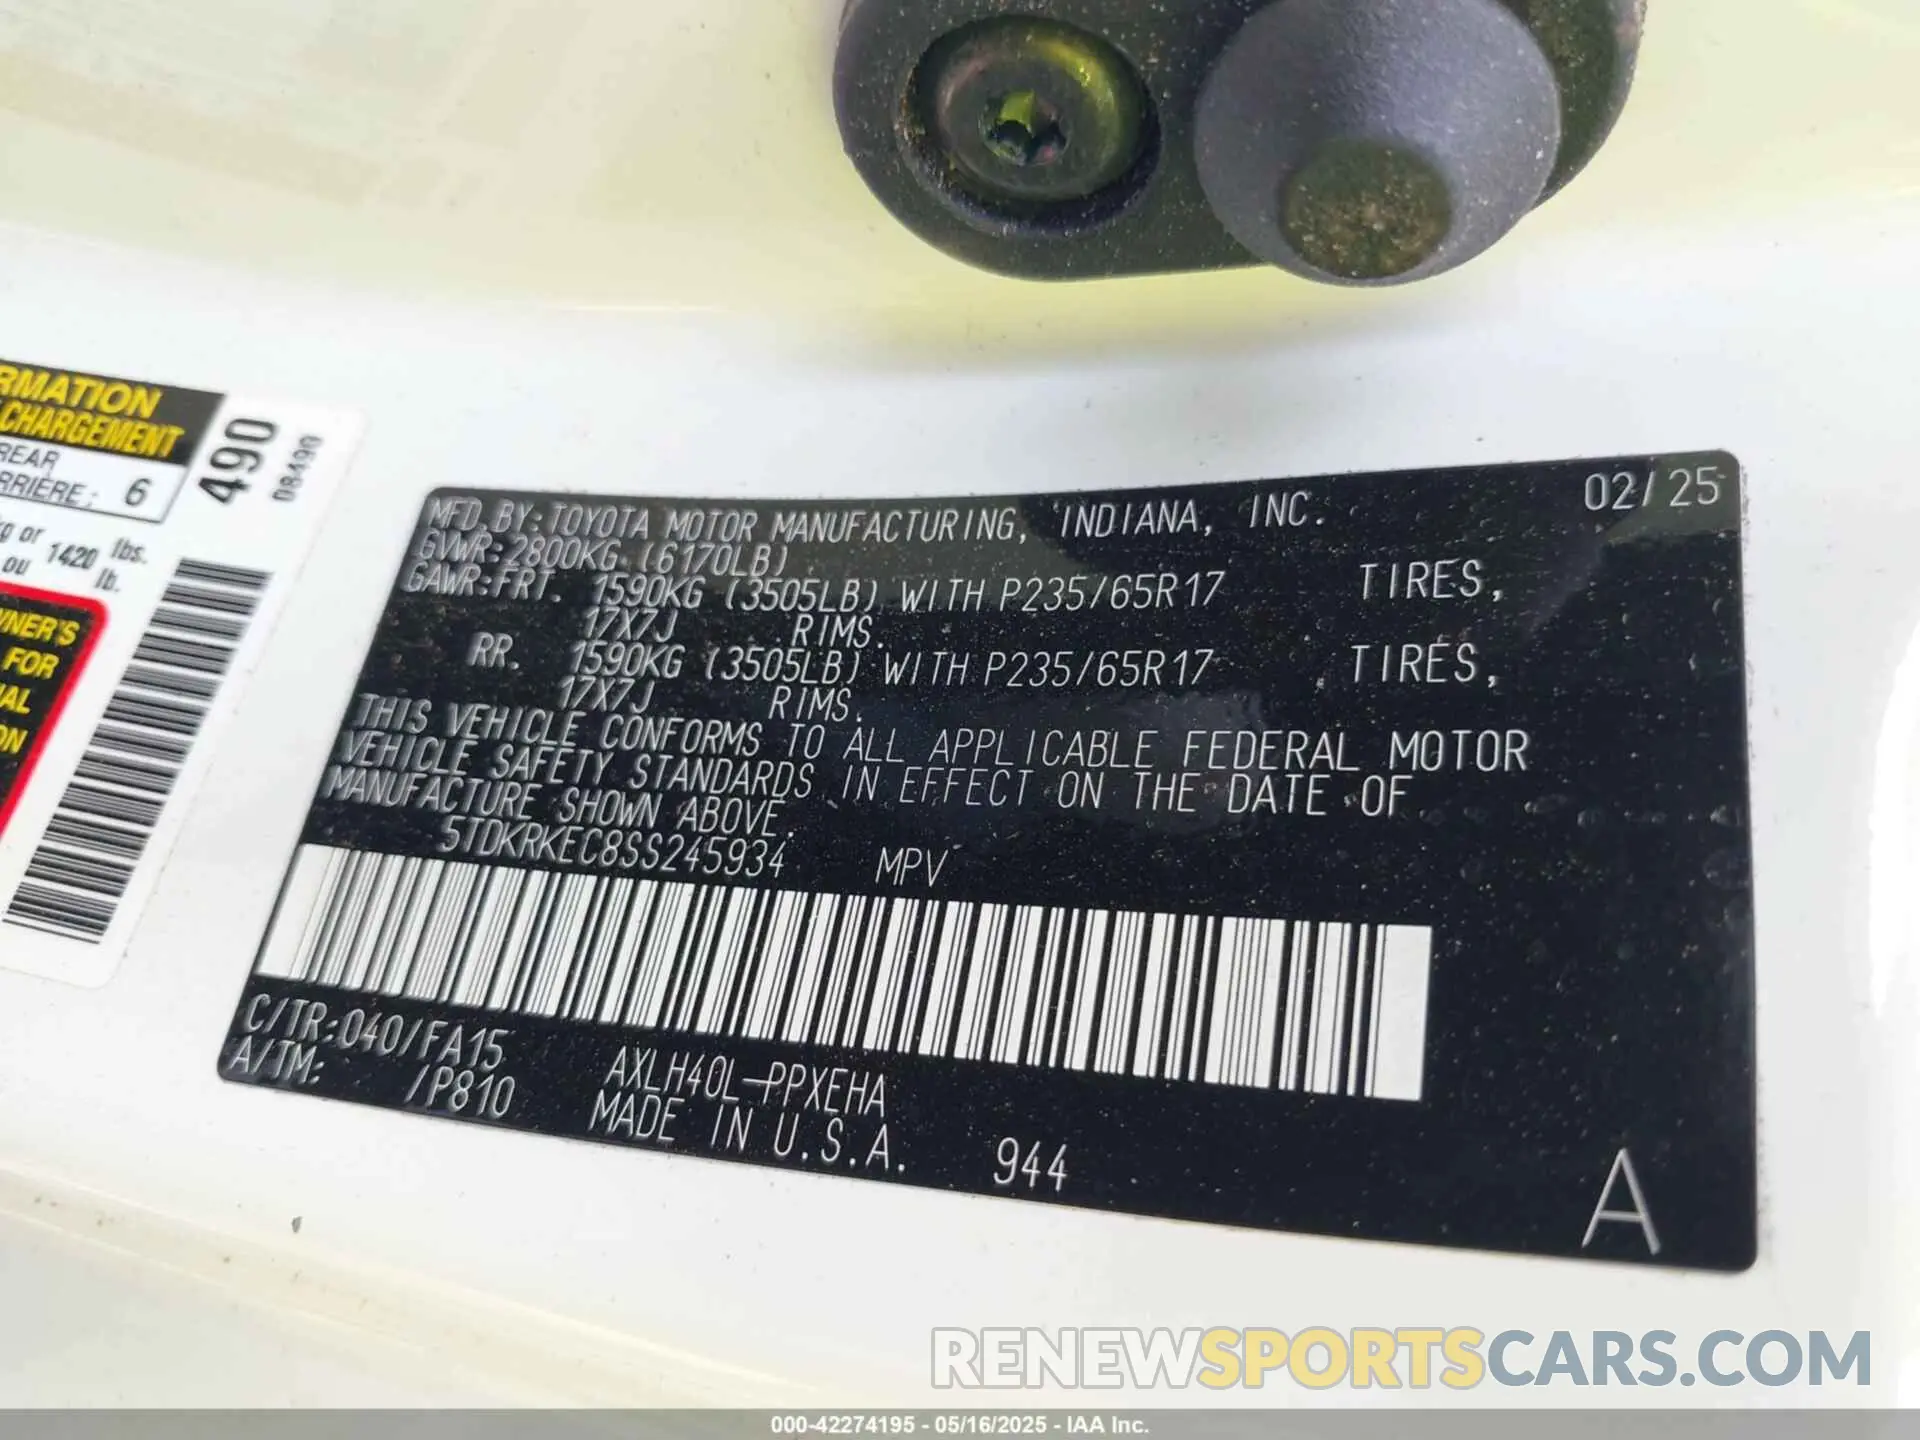 RMATION
CHARGEMENT
REAR
RRIÈRE: 6
490
08490
kg or 1420 lbs.
ou lb.
WNER'S
FOR
NAL
ON
MFD. BY: TOYOTA MOTOR MANUFACTURING, INDIANA, INC. 02/25
GVWR: 2800KG (6170LB)
GAWR: FRT. 1590KG (3505LB) WITH P235/65R17 TIRES,
17X7J RIMS.
RR. 1590KG (3505LB) WITH P235/65R17 TIRES,
17X7J RIMS.
THIS VEHICLE CONFORMS TO ALL APPLICABLE FEDERAL MOTOR
VEHICLE SAFETY STANDARDS IN EFFECT ON THE DATE OF
MANUFACTURE SHOWN ABOVE.
5TDKRKEC8SS245934 MPV
C/TR: 040/FA15
A/TM: /P810
AXLH40L-PPXEHA
MADE IN U.S.A. 944
A
RENEWSPORTSCARS.COM
000-42274195 - 05/16/2025 - IAA Inc.